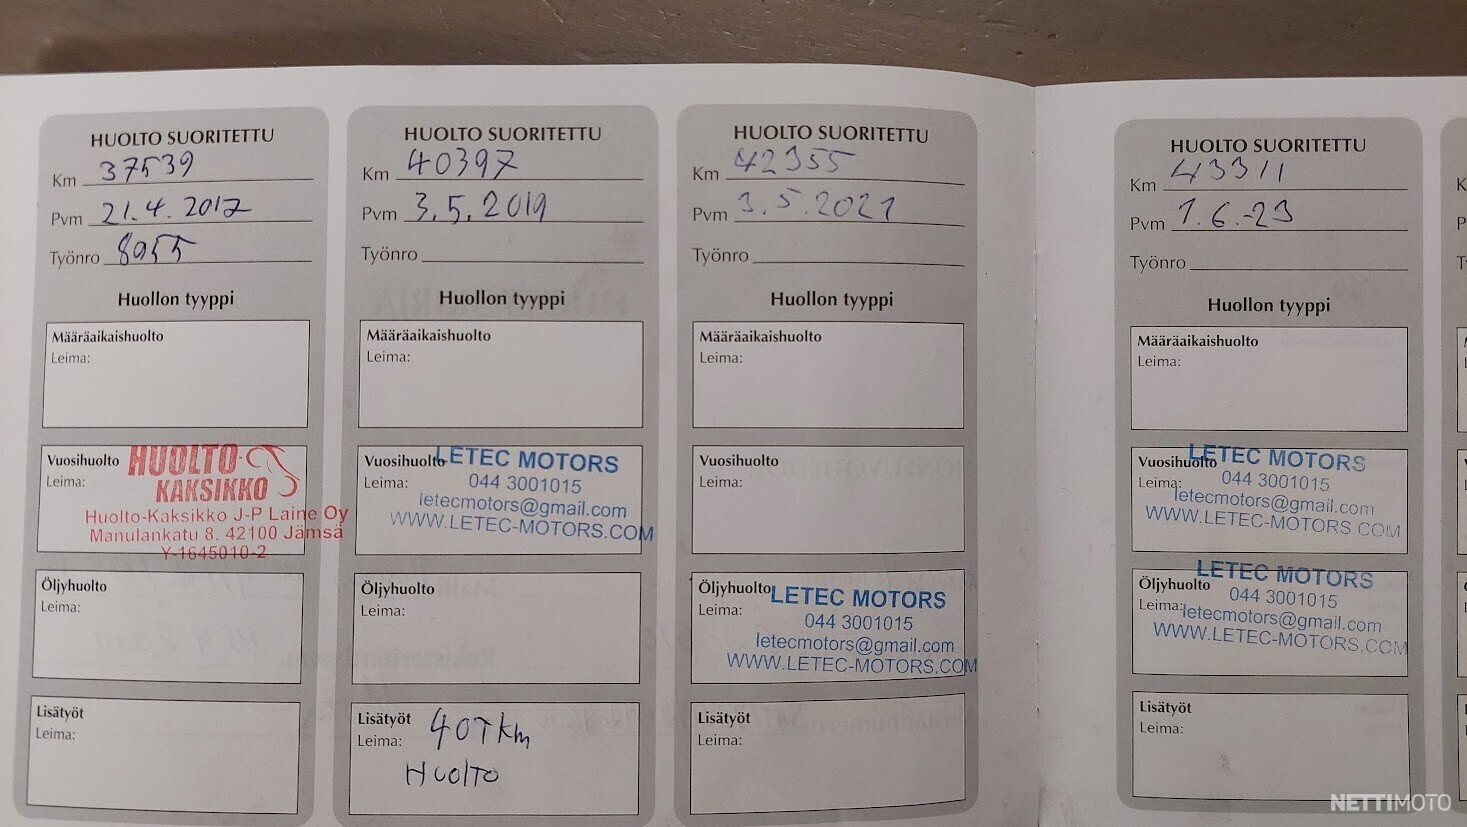 HUOLTO SUORITETTU
Km 37539
Pvm 21.4.2017
Työnro 8955
Huollon tyyppi
Määräaikaishuolto
Leima:
Vuosihuolto
Leima:
HUOLTO-
KAKSIKKO
Huolto-Kaksikko J-P Laine Oy
Manulankatu 8. 42100 Jämsä
Y-1645010-2
Öljyhuolto
Leima:
Lisätyöt
Leima:
HUOLTO SUORITETTU
Km 40397
Pvm 3.5.2019
Työnro
Huollon tyyppi
Määräaikaishuolto
Leima:
Vuosihuolto
Leima:
LETEC MOTORS
044 3001015
letecmotors@gmail.com
WWW.LETEC-MOTORS.COM
Öljyhuolto
Leima:
Lisätyöt
Leima:
40Tkm
HUOLTO
HUOLTO SUORITETTU
Km 42355
Pvm 3.5.2021
Työnro
Huollon tyyppi
Määräaikaishuolto
Leima:
Vuosihuolto
Leima:
Öljyhuolto
Leima:
LETEC MOTORS
044 3001015
letecmotors@gmail.com
WWW.LETEC-MOTORS.COM
Lisätyöt
Leima:
HUOLTO SUORITETTU
Km 43311
Pvm 1.6.-23
Työnro
Huollon tyyppi
Määräaikaishuolto
Leima:
Vuosihuolto
Leima:
LETEC MOTORS
044 3001015
letecmotors@gmail.com
WWW.LETEC-MOTORS.COM
Öljyhuolto
Leima:
LETEC MOTORS
044 3001015
letecmotors@gmail.com
WWW.LETEC-MOTORS.COM
Lisätyöt
Leima:
NETTIMOTO